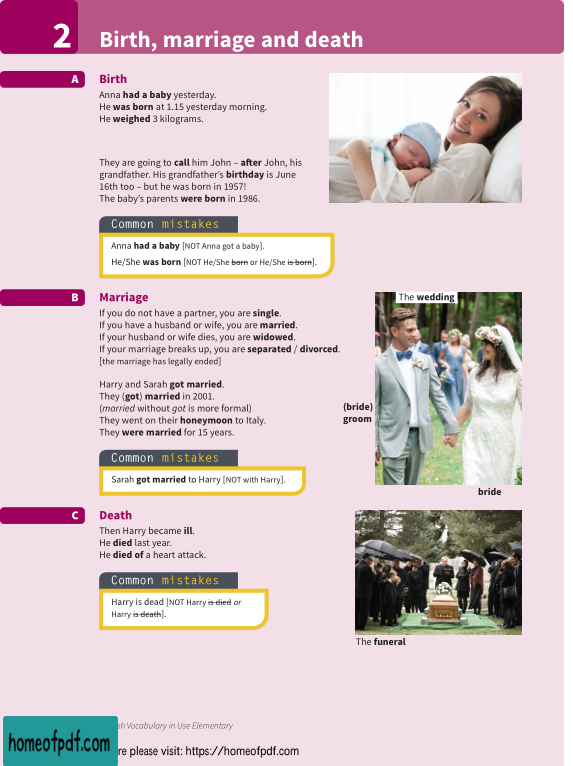 2
Birth, marriage and death
A
Birth
Anna had a baby yesterday.
He was born at 1.15 yesterday morning.
He weighed 3 kilograms.
They are going to call him John – after John, his
grandfather. His grandfather's birthday is June
16th too – but he was born in 1957!
The baby's parents were born in 1986.
Common mistakes
Anna had a baby [NOT Anna got a baby].
He/She was born [NOT He/She born or He/She is born].
B
Marriage
If you do not have a partner, you are single.
If you have a husband or wife, you are married.
If your husband or wife dies, you are widowed.
If your marriage breaks up, you are separated / divorced.
[the marriage has legally ended]
Harry and Sarah got married.
They (got) married in 2001.
(married without got is more formal)
They went on their honeymoon to Italy.
They were married for 15 years.
The wedding
(bride)
groom
bride
Common mistakes
Sarah got married to Harry [NOT with Harry].
C
Death
Then Harry became ill.
He died last year.
He died of a heart attack.
Common mistakes
Harry is dead [NOT Harry is died or
Harry is death].
The funeral
sh Vocabulary in Use Elementary
homeofpdf.com
re please visit: https://homeofpdf.com